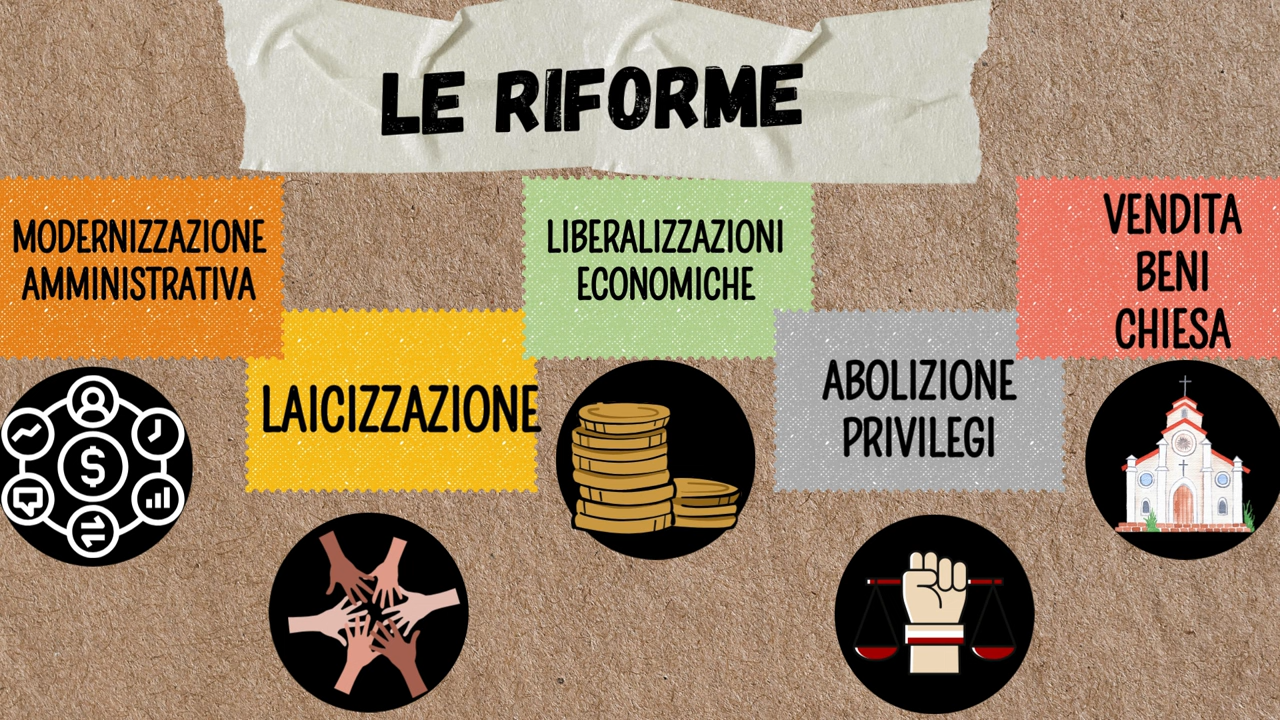 LE RIFORME
MODERNIZZAZIONE
AMMINISTRATIVA
LAICIZZAZIONE
LIBERALIZZAZIONI
ECONOMICHE
ABOLIZIONE
PRIVILEGI
VENDITA
BENI
CHIESA